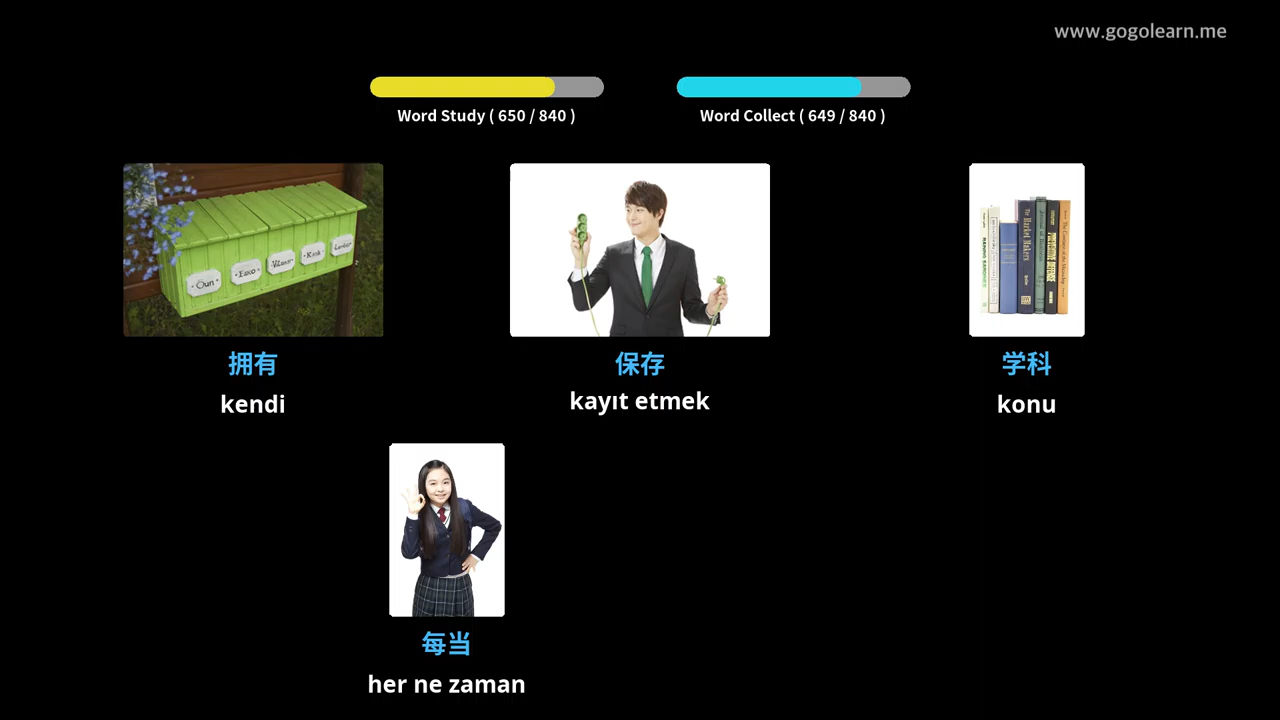 www.gogolearn.me
Word Study ( 650 / 840 )
Word Collect ( 649 / 840 )
拥有
kendi
保存
kayıt etmek
学科
konu
每当
her ne zaman